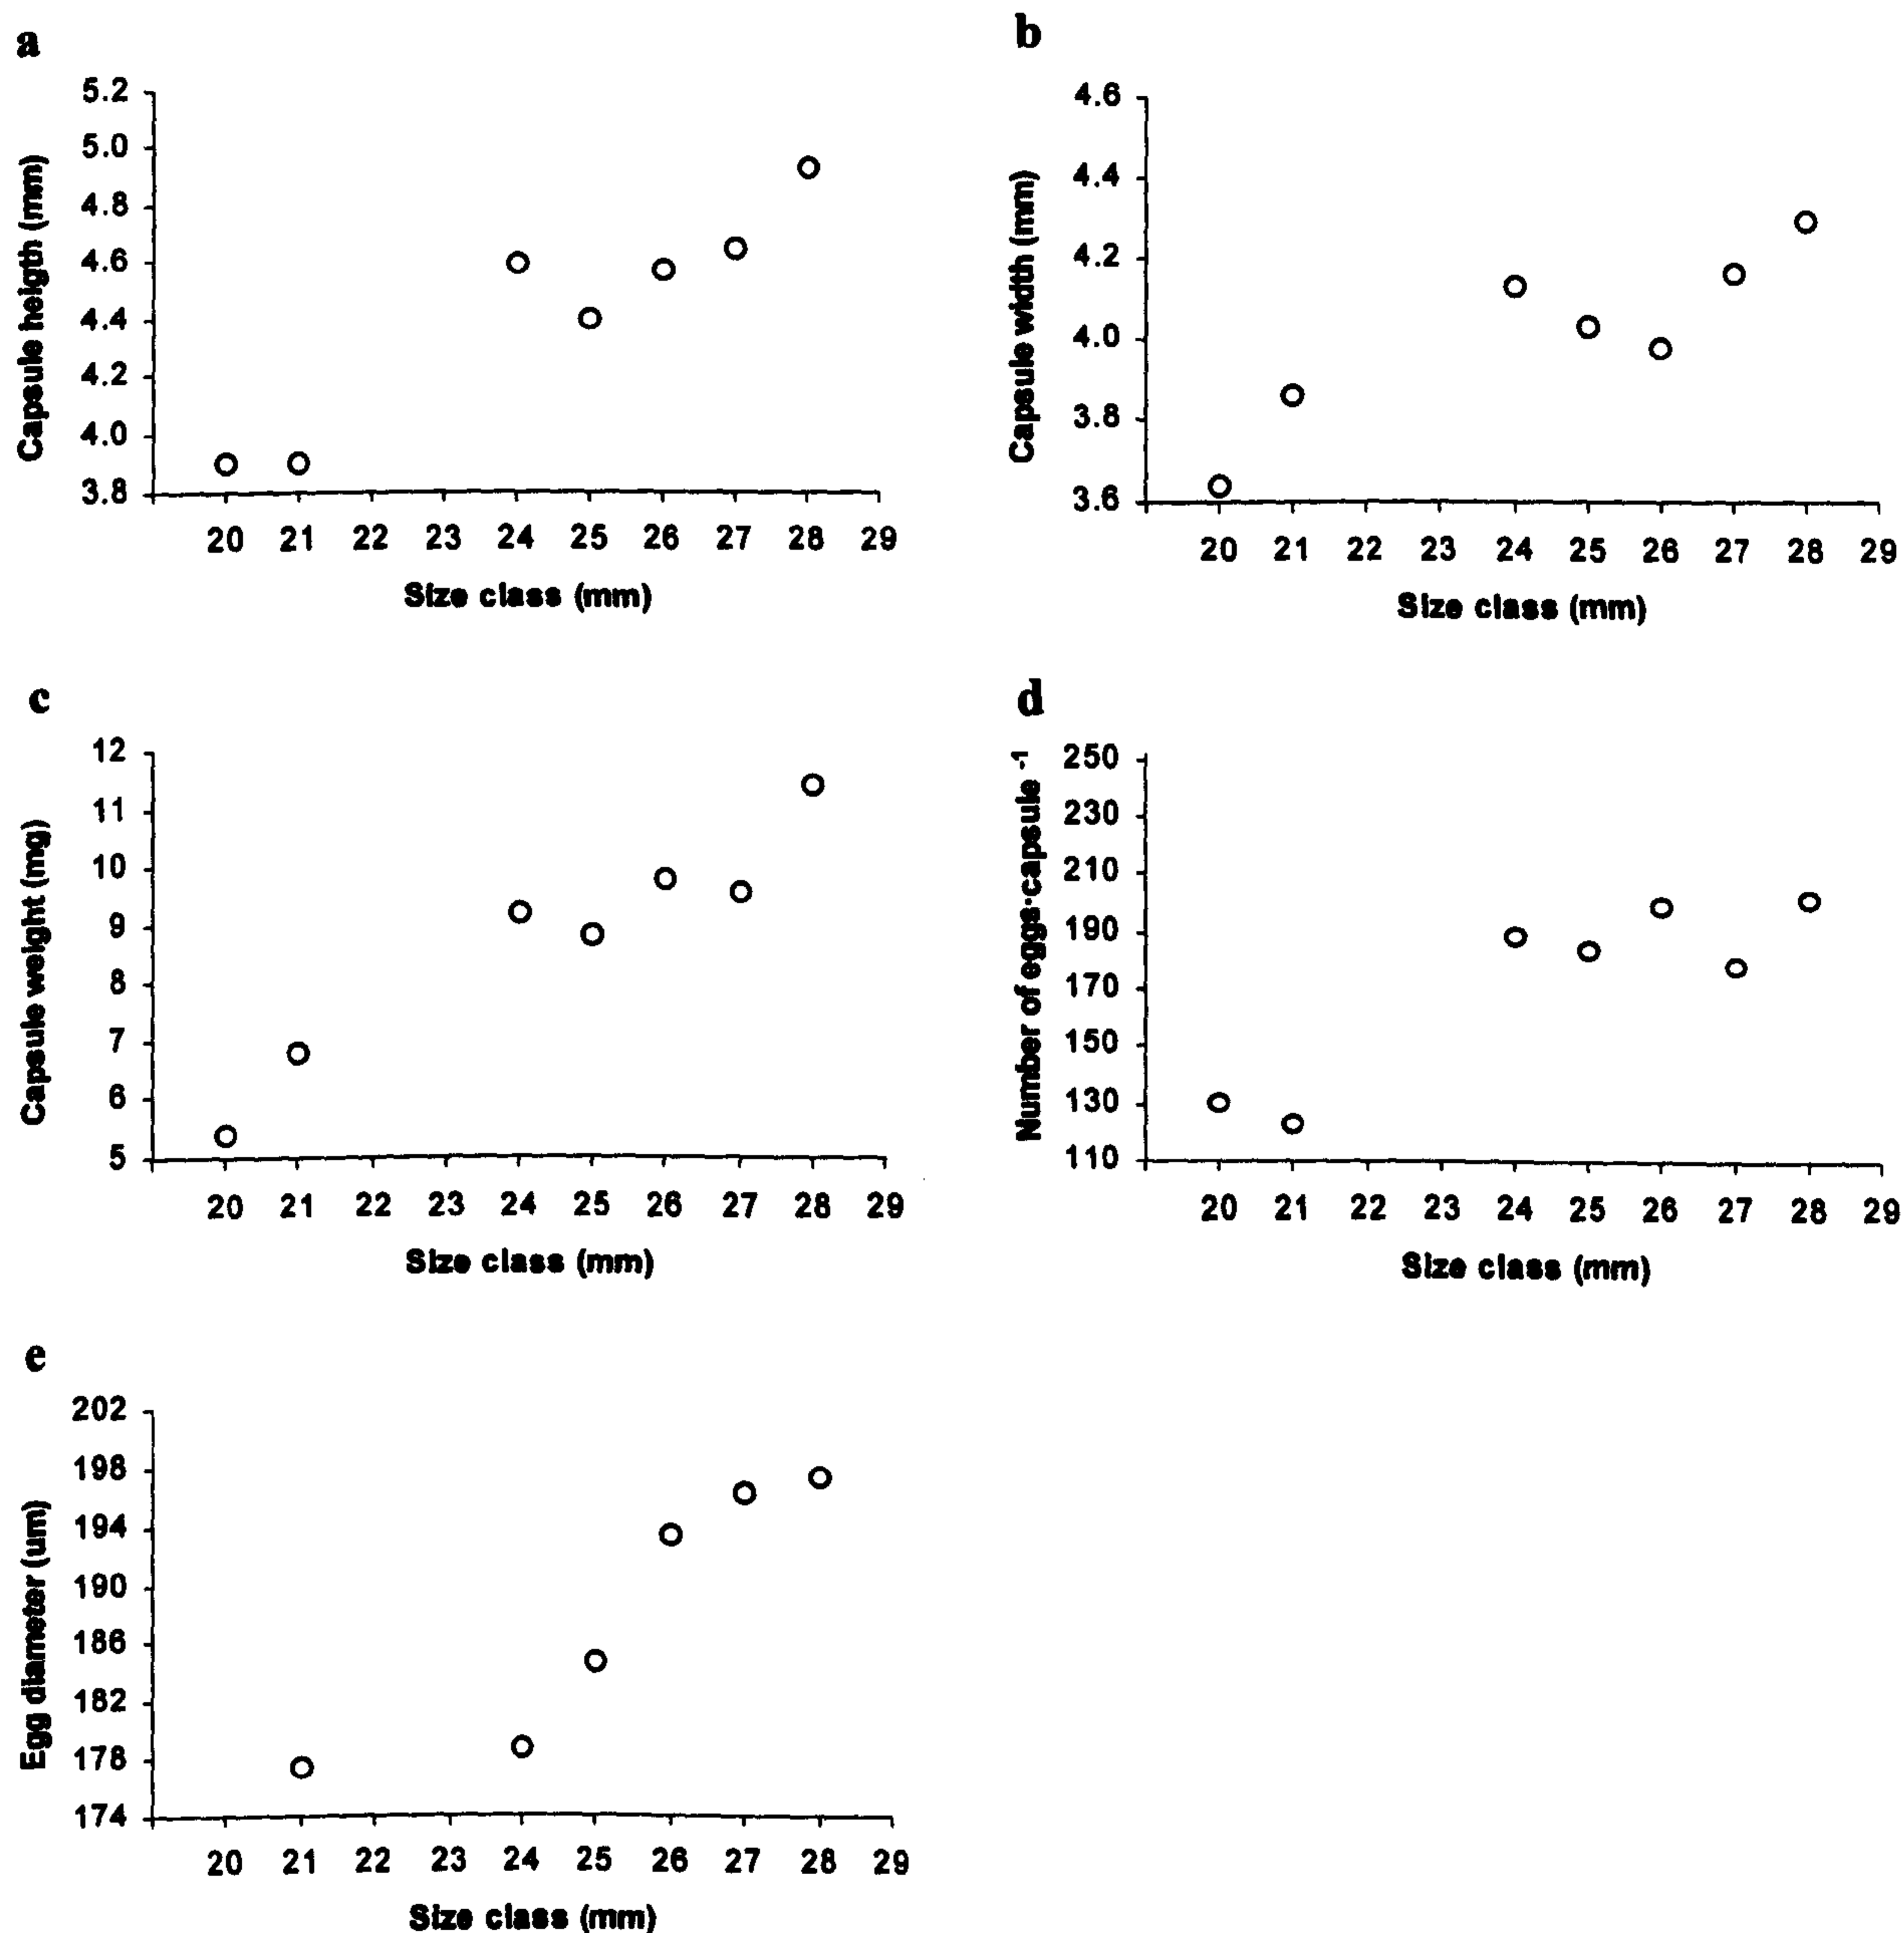 a
Capsule heigth (mm)
5.2
5.0
4.8
4.6
4.4
4.2
4.0
3.8
20 21 22 23 24 25 26 27 28 29
Size class (mm)
b
Capsule width (mm)
4.6
4.4
4.2
4.0
3.8
3.6
20 21 22 23 24 25 26 27 28 29
Size class (mm)
c
Capsule weight (mg)
12
11
10
9
8
7
6
5
20 21 22 23 24 25 26 27 28 29
Size class (mm)
d
Number of eggs·capsule -1
250
230
210
190
170
150
130
110
20 21 22 23 24 25 26 27 28 29
Size class (mm)
e
Egg diameter (um)
202
198
194
190
186
182
178
174
20 21 22 23 24 25 26 27 28 29
Size class (mm)